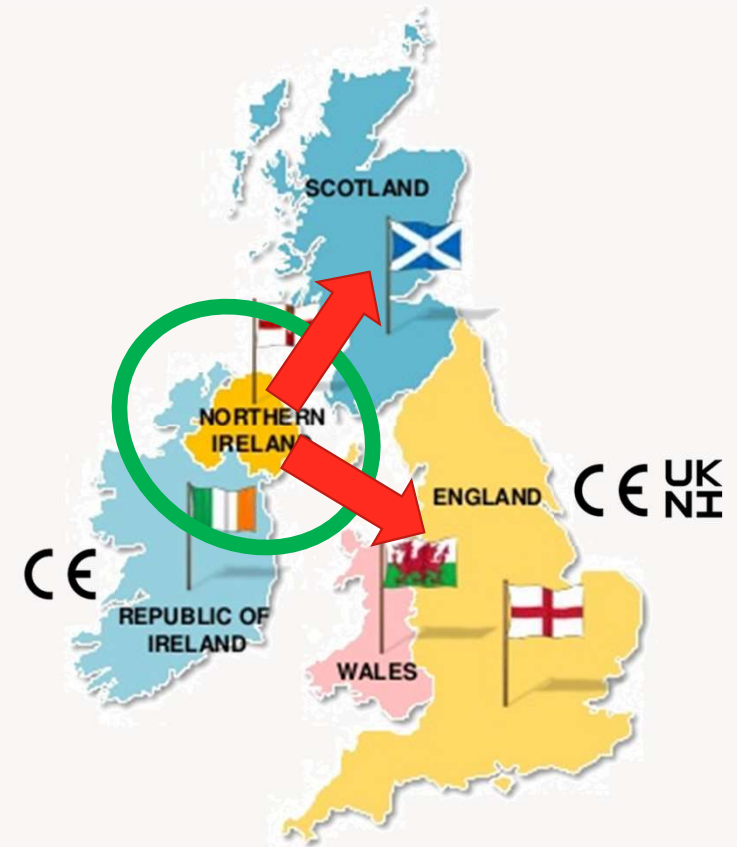 SCOTLAND
NORTHERN
IRELAND
ENGLAND
CE UK
NI
CE
REPUBLIC OF
IRELAND
WALES